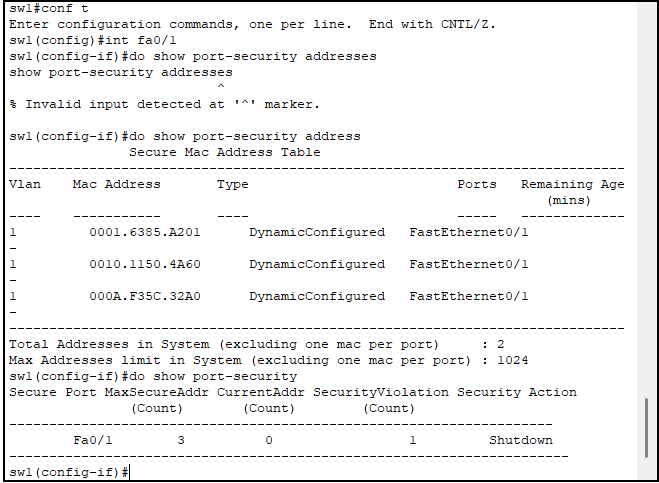 sw1#conf t
Enter configuration commands, one per line.  End with CNTL/Z.
sw1(config)#int fa0/1
sw1(config-if)#do show port-security addresses
show port-security addresses
                          ^
% Invalid input detected at '^' marker.

sw1(config-if)#do show port-security address
               Secure Mac Address Table
-----------------------------------------------------------------------------
Vlan    Mac Address       Type                          Ports   Remaining Age
                                                                   (mins)
----    -----------       ----                          -----   -------------
1         0001.6385.A201      DynamicConfigured   FastEthernet0/1
-
1         0010.1150.4A60      DynamicConfigured   FastEthernet0/1
-
1         000A.F35C.32A0      DynamicConfigured   FastEthernet0/1
-
-----------------------------------------------------------------------------
Total Addresses in System (excluding one mac per port)     : 2
Max Addresses limit in System (excluding one mac per port) : 1024
sw1(config-if)#do show port-security
Secure Port MaxSecureAddr CurrentAddr SecurityViolation Security Action
               (Count)       (Count)        (Count)
--------------------------------------------------------------------
        Fa0/1        3          0                 1         Shutdown
----------------------------------------------------------------------
sw1(config-if)#